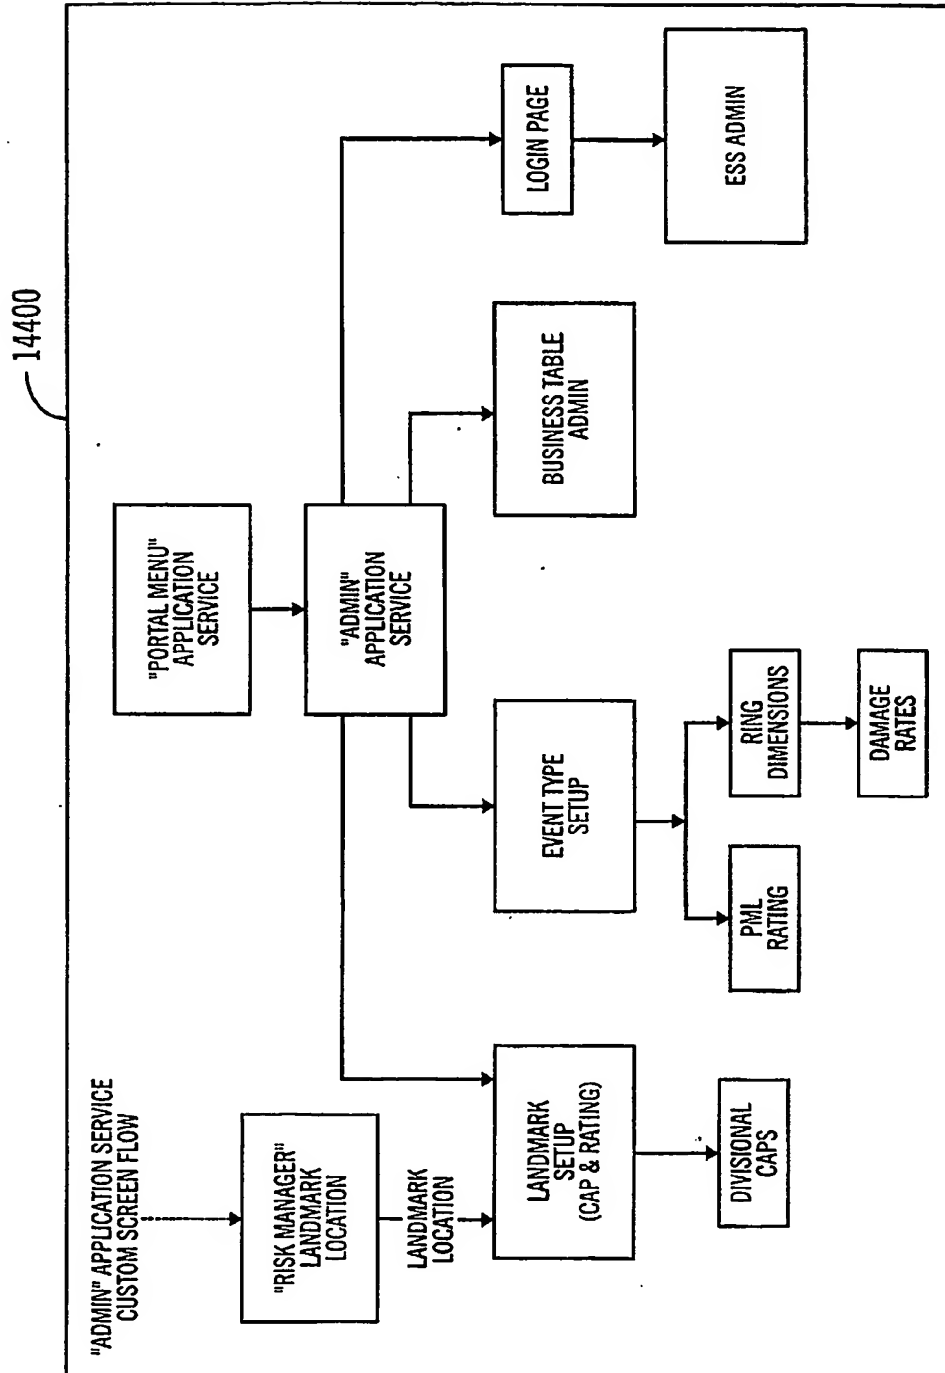 14400
"ADMIN" APPLICATION SERVICE
CUSTOM SCREEN FLOW
"PORTAL MENU"
APPLICATION
SERVICE
"RISK MANAGER"
LANDMARK
LOCATION
"ADMIN"
APPLICATION
SERVICE
LANDMARK
LOCATION
LANDMARK
SETUP
(CAP & RATING)
EVENT TYPE
SETUP
BUSINESS TABLE
ADMIN
LOGIN PAGE
DIVISIONAL
CAPS
PML
RATING
RING
DIMENSIONS
ESS ADMIN
DAMAGE
RATES